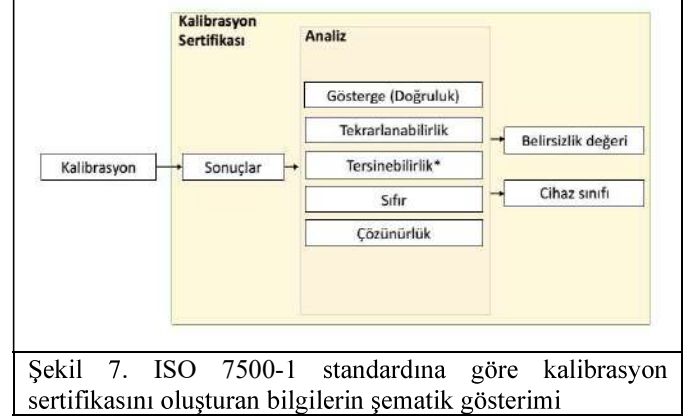 Kalibrasyon
Sertifikası
Analiz
Gösterge (Doğruluk)
Tekrarlanabilirlik
Tersinebilirlik*
Sıfır
Çözünürlük
Kalibrasyon
Sonuçlar
Belirsizlik değeri
Cihaz sınıfı
Şekil 7. ISO 7500-1 standardına göre kalibrasyon
sertifikasını oluşturan bilgilerin şematik gösterimi